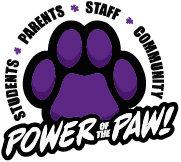 STUDENTS * PARENTS * STAFF * COMMUNITY
POWER OF THE PAW!